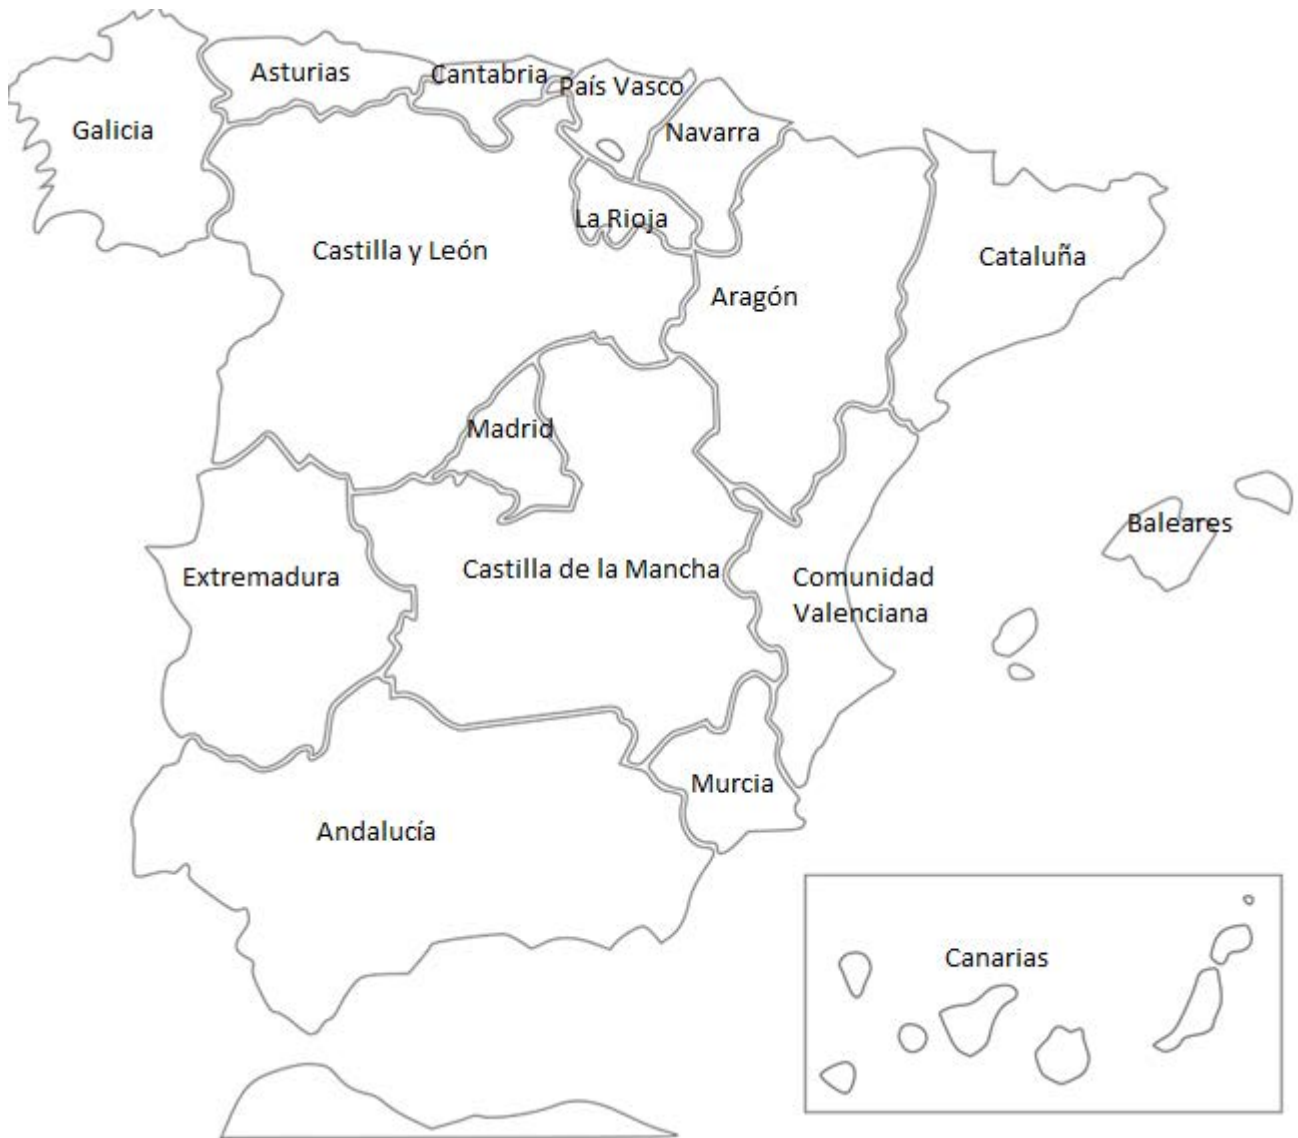 Asturias
Cantabria
País Vasco
Galicia
Navarra
La Rioja
Castilla y León
Cataluña
Aragón
Madrid
Baleares
Extremadura
Castilla de la Mancha
Comunidad
Valenciana
Murcia
Andalucía
Canarias